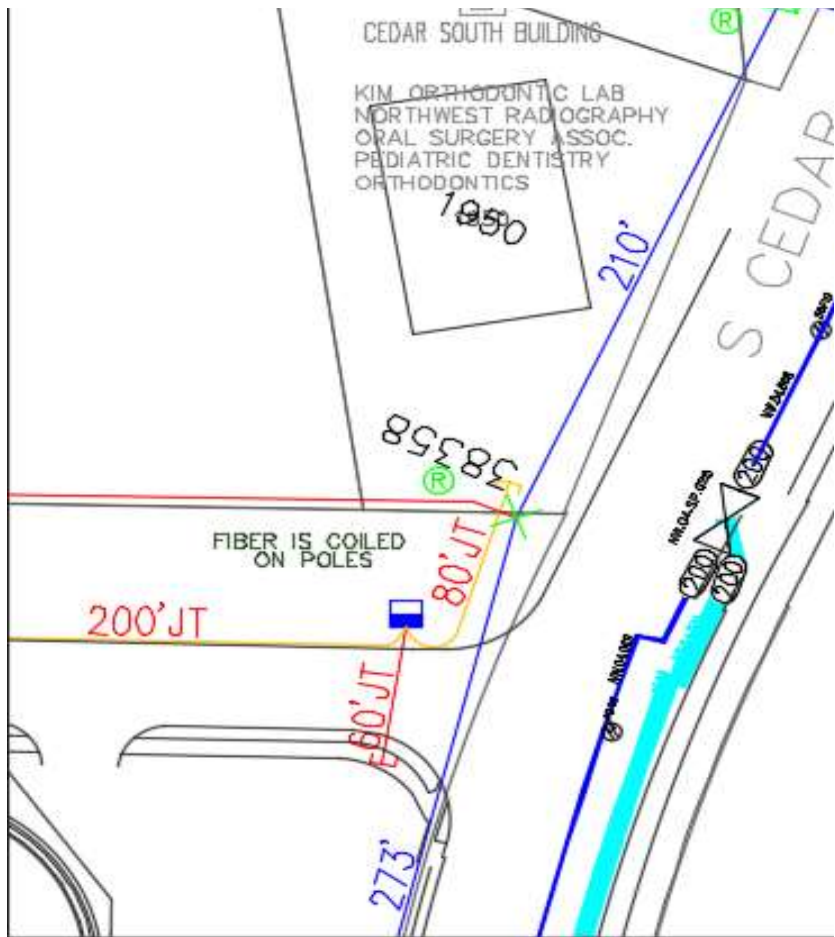 R
CEDAR SOUTH BUILDING
KIM ORTHODONTIC LAB
NORTHWEST RADIOGRAPHY
ORAL SURGERY ASSOC.
PEDIATRIC DENTISTRY
ORTHODONTICS
1950
210'
S CEDAR
38358
R
200
200
200
FIBER IS COILED
ON POLES
80'JT
200'JT
60'JT
273'